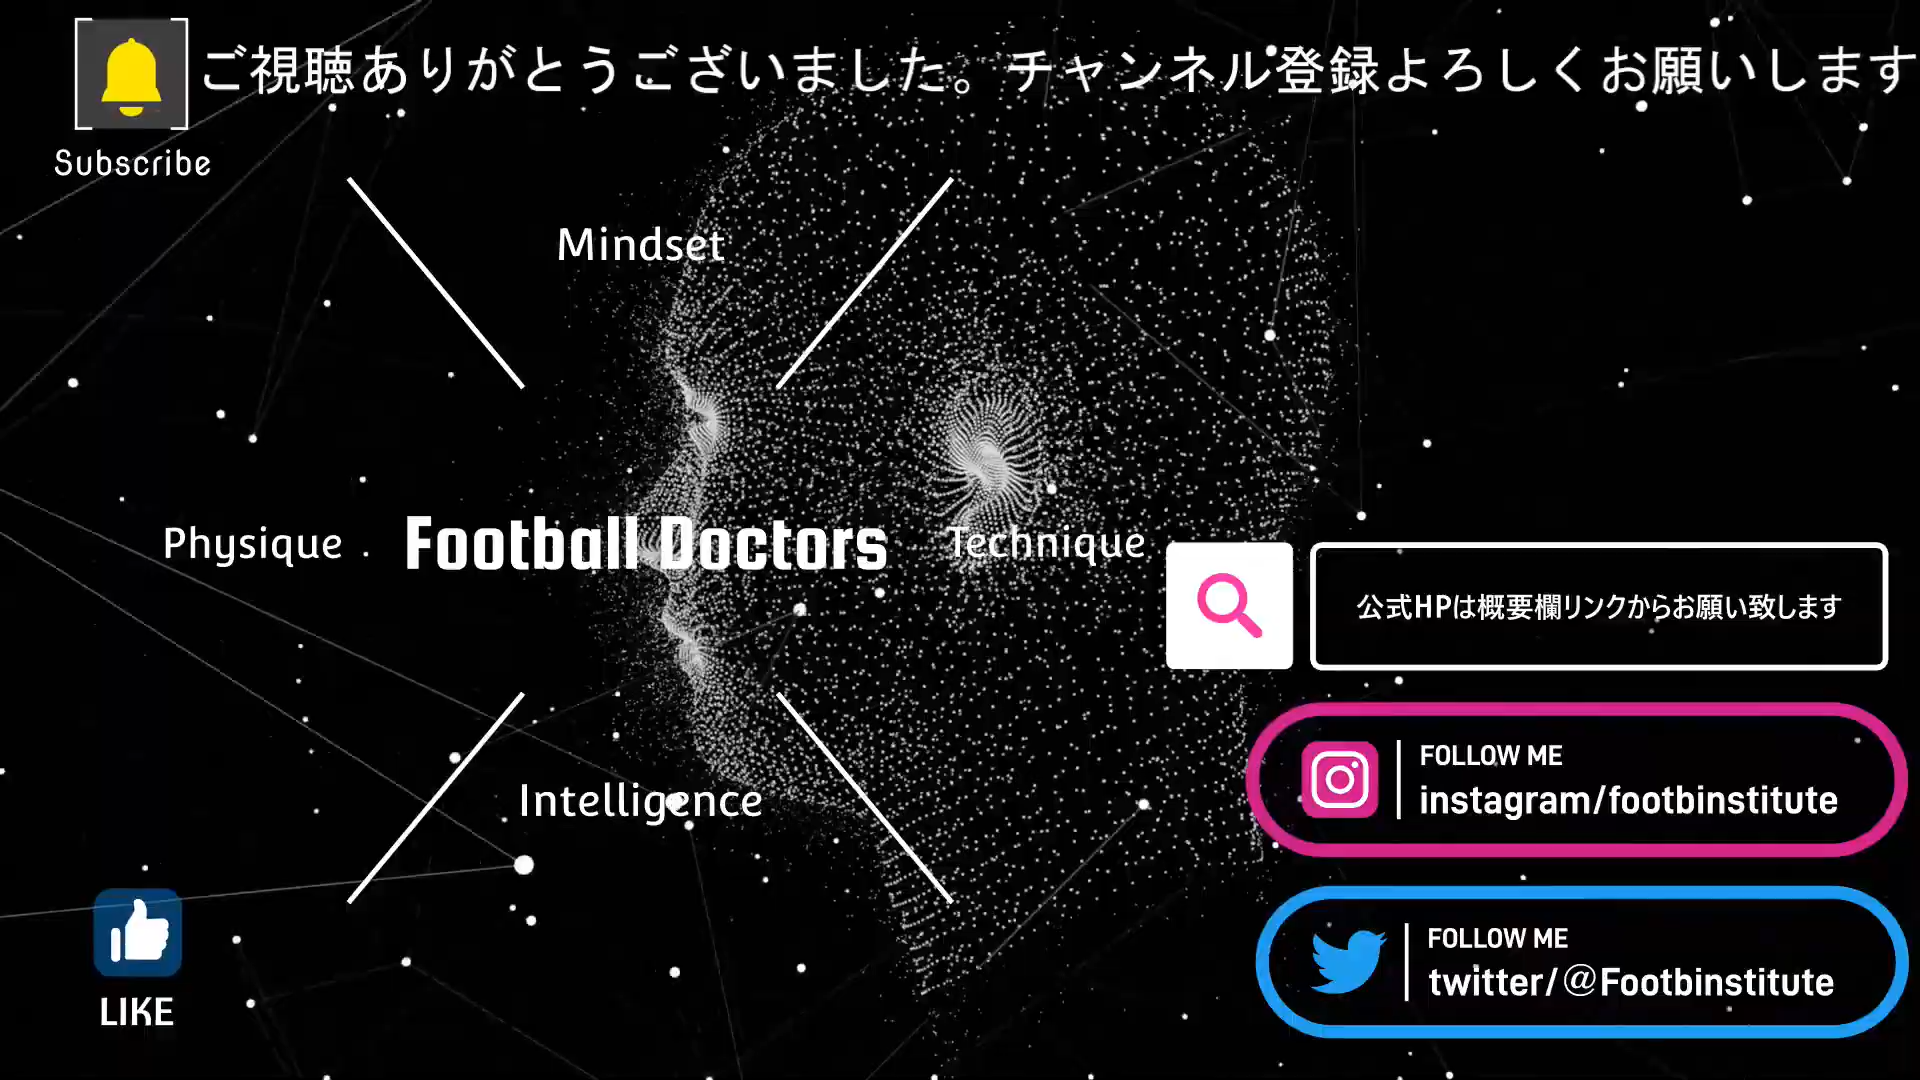 ご視聴ありがとうございました。チャンネル登録よろしくお願いします
Subscribe
Mindset
Physique .
Football Doctors
Technique
公式HPは概要欄リンクからお願い致します
FOLLOW ME
instagram/footbinstitute
Intelligence
FOLLOW ME
twitter/@Footbinstitute
LIKE